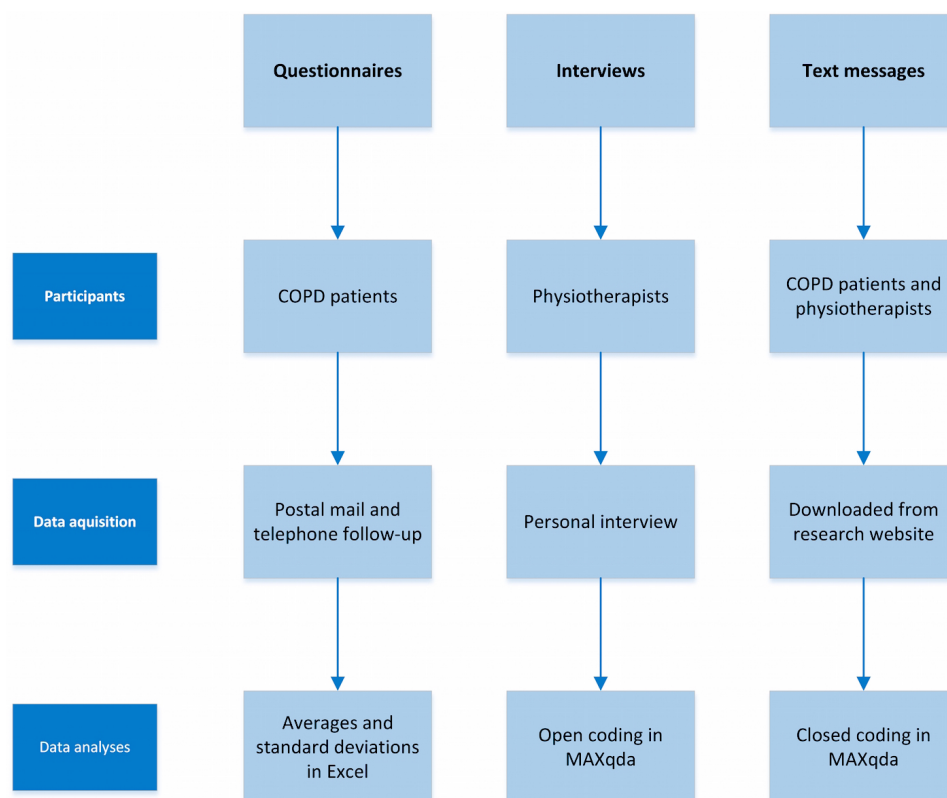 Questionnaires
Interviews
Text messages
Participants
COPD patients
Physiotherapists
COPD patients and
physiotherapists
Data aquisition
Postal mail and
telephone follow-up
Personal interview
Downloaded from
research website
Data analyses
Averages and
standard deviations
in Excel
Open coding in
MAXqda
Closed coding in
MAXqda